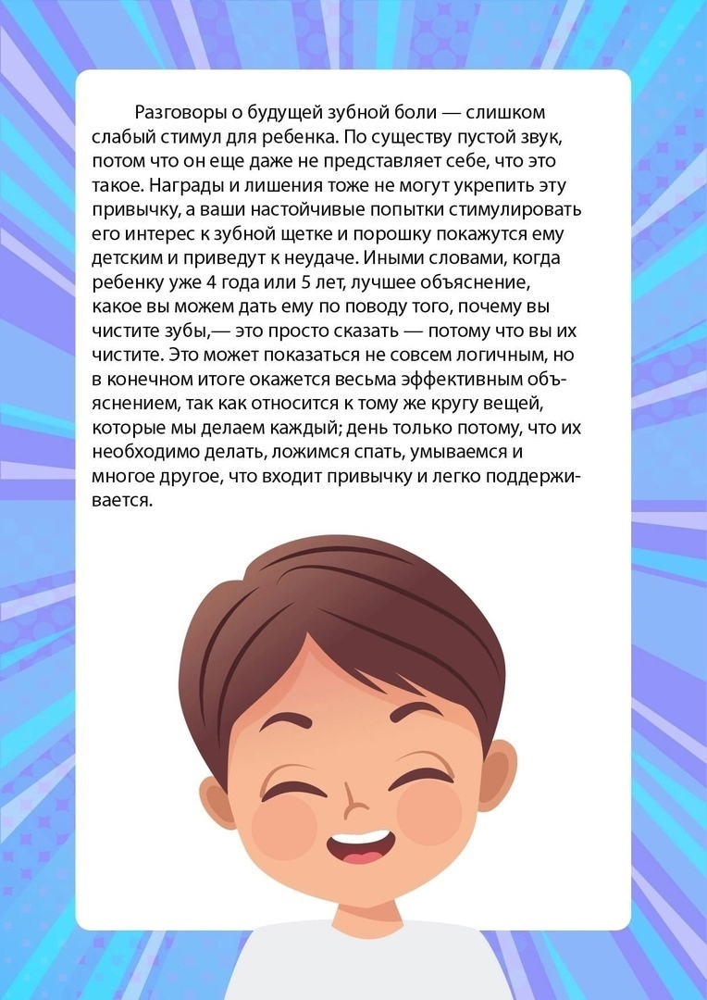 Разговоры о будущей зубной боли — слишком
слабый стимул для ребенка. По существу пустой звук,
потом что он еще даже не представляет себе, что это
такое. Награды и лишения тоже не могут укрепить эту
привычку, а ваши настойчивые попытки стимулировать
его интерес к зубной щетке и порошку покажутся ему
детским и приведут к неудаче. Иными словами, когда
ребенку уже 4 года или 5 лет, лучшее объяснение,
какое вы можем дать ему по поводу того, почему вы
чистите зубы,— это просто сказать — потому что вы их
чистите. Это может показаться не совсем логичным, но
в конечном итоге окажется весьма эффективным объ-
яснением, так как относится к тому же кругу вещей,
которые мы делаем каждый; день только потому, что их
необходимо делать, ложимся спать, умываемся и
многое другое, что входит привычку и легко поддержи-
вается.